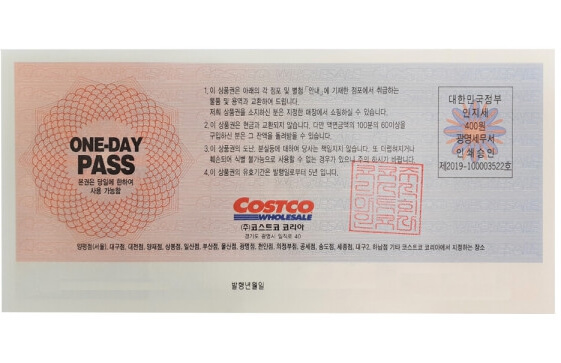 ONE-DAY
PASS
본권은 당일에 한하여
사용 가능함
1. 이 상품권은 아래의 각 점포 및 별첨 「안내」에 기재한 점포에서 취급하는
물품 및 용역과 교환하여 드립니다.
저희 상품권을 소지하신 분은 지정한 매장에서 쇼핑하실 수 있습니다.
2. 이 상품권은 현금과 교환되지 않습니다. 다만 액면금액의 100분의 60이상을
구입하신 분은 그 잔액을 돌려받을 수 있습니다.
3. 이 상품권의 도난, 분실등에 대하여 당사는 책임지지 않습니다. 또 더럽혀지거나
훼손되어 식별 불가능으로 사용할 수 없는 경우가 있으니 주의 하시기 바랍니다.
4. 이 상품권의 유효기간은 발행일로부터 5년 입니다.
대한민국정부
인지세
400원
광명세무서
인쇄승인
제2019-100003522호
COSTCO
WHOLESALE
(주)코스트코 코리아
경기도 광명시 일직로 40
양평점(서울), 대구점, 대전점, 양재점, 상봉점, 일산점, 부산점, 울산점, 광명점, 천안점, 의정부점, 공세점, 송도점, 세종점, 대구2, 하남점 기타 코스트코 코리아에서 지정하는 장소
발행년월일